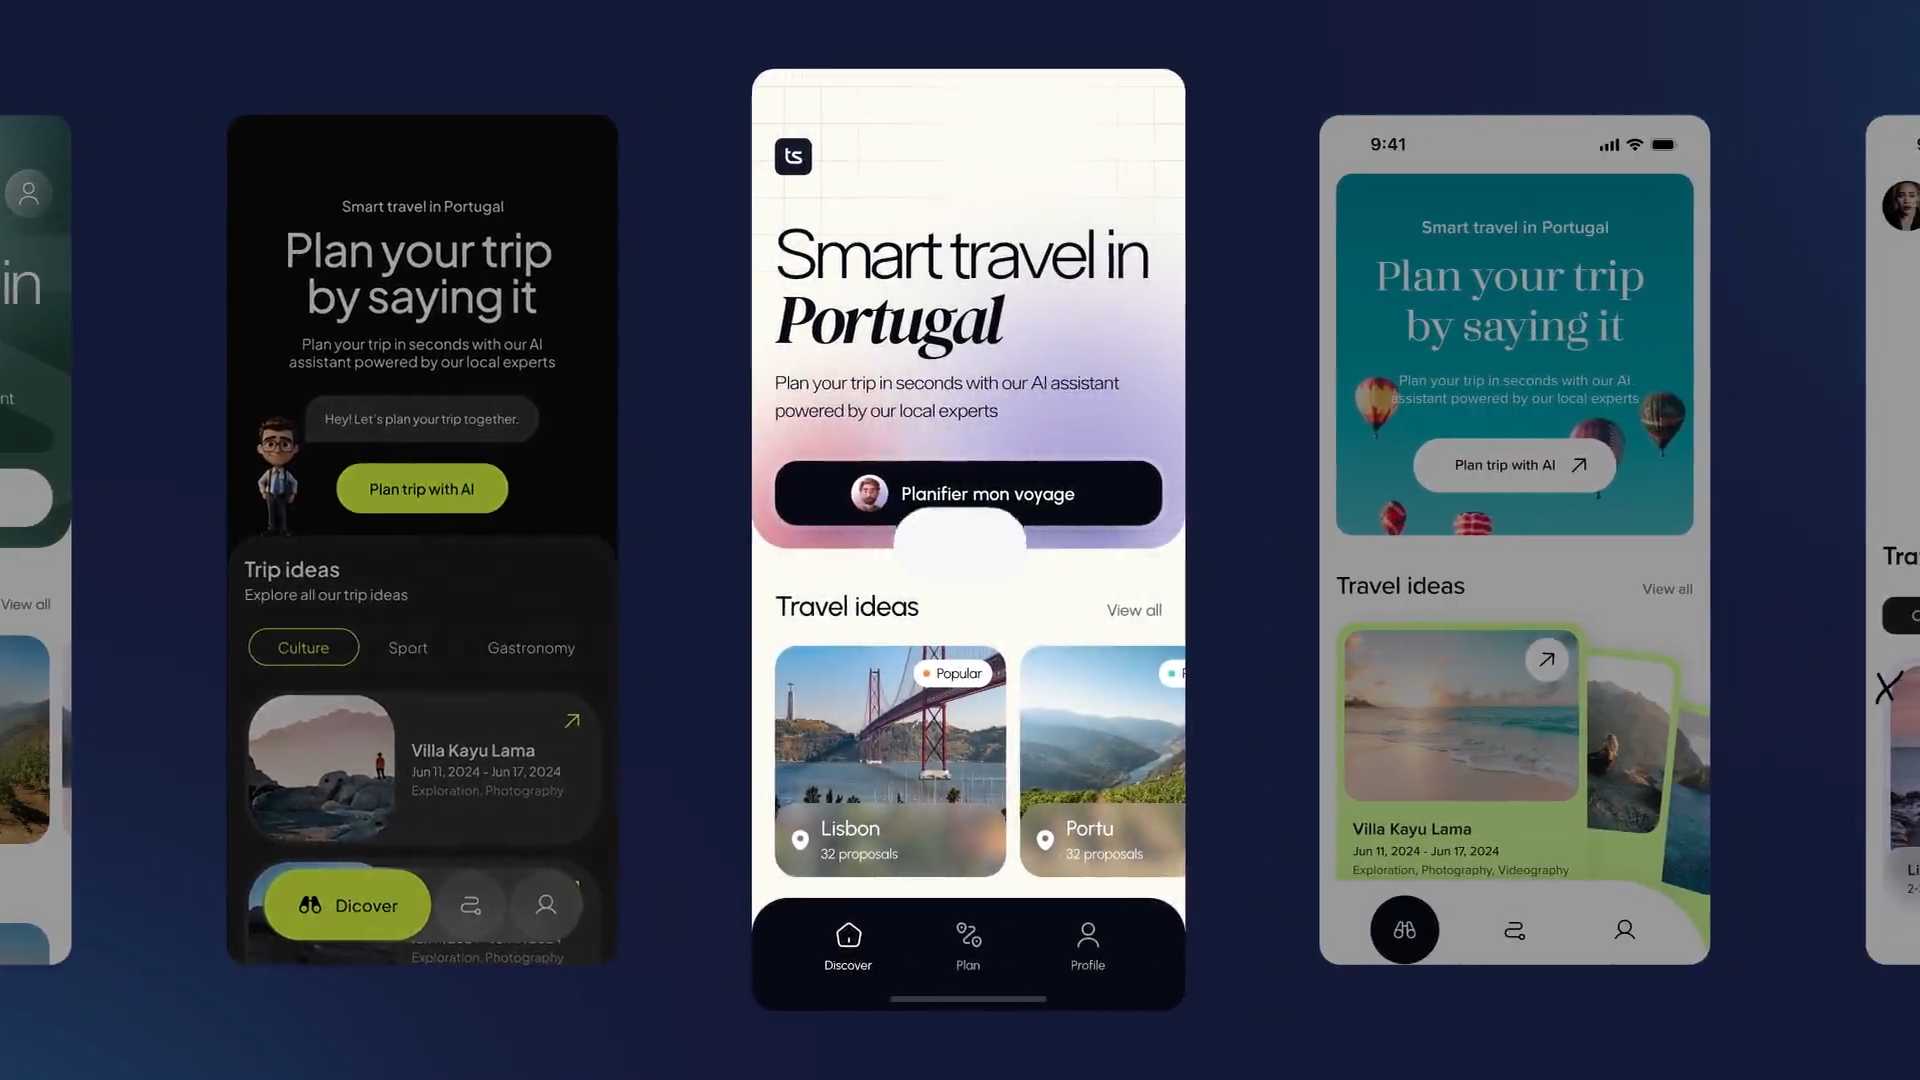 in
nt
View all
Smart travel in Portugal
Plan your trip
by saying it
Plan your trip in seconds with our AI
assistant powered by our local experts
Hey! Let's plan your trip together.
Plan trip with AI
Trip ideas
Explore all our trip ideas
Culture
Sport
Gastronomy
Villa Kayu Lama
Jun 11, 2024 - Jun 17, 2024
Exploration, Photography
Dicover
Exploration, Photography
ts
Smart travel in
Portugal
Plan your trip in seconds with our AI assistant
powered by our local experts
Planifier mon voyage
Travel ideas
View all
Popular
Lisbon
32 proposals
Portu
32 proposals
Discover
Plan
Profile
9:41
Smart travel in Portugal
Plan your trip
by saying it
Plan your trip in seconds with our AI
assistant powered by our local experts
Plan trip with AI
Travel ideas
View all
Villa Kayu Lama
Jun 11, 2024 - Jun 17, 2024
Exploration, Photography, Videography
Tra
Li